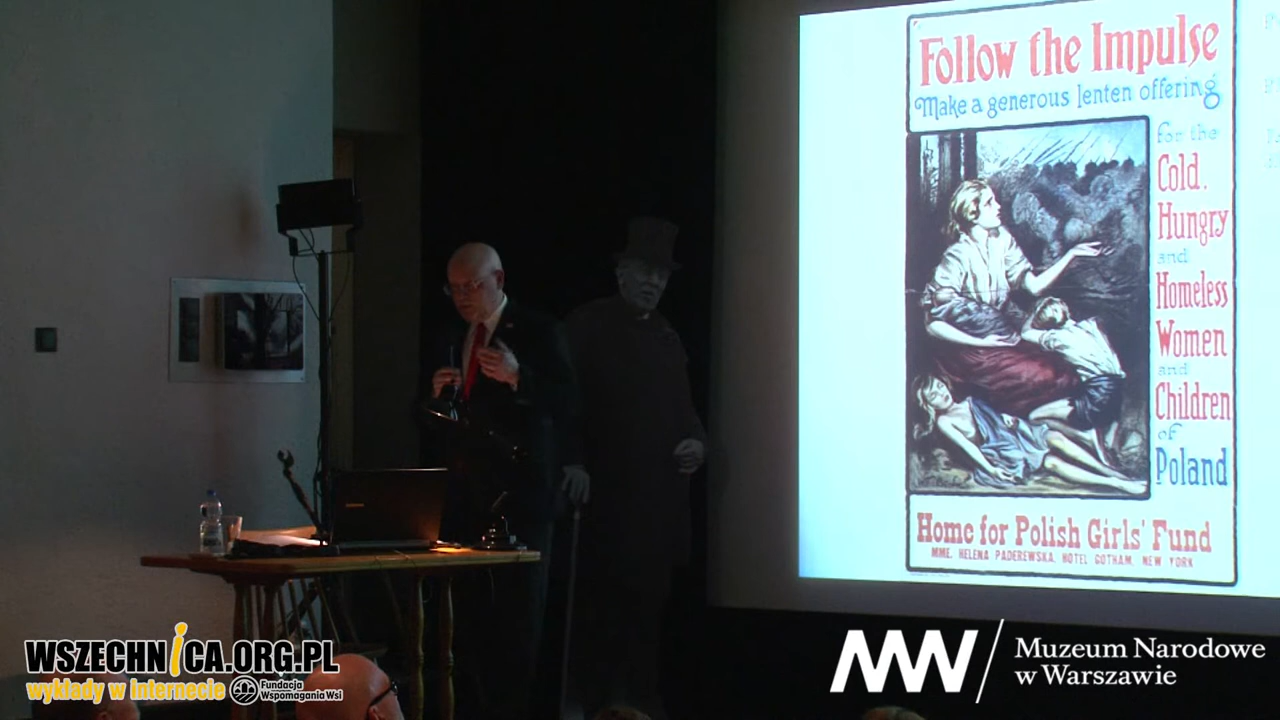 Follow the Impulse
Make a generous lenten offering
for the
Cold.
Hungry
and
Homeless
Women
and
Children
of
Poland
Home for Polish Girls' Fund
MME. HELENA PADEREWSKA, HOTEL GOTHAM, NEW YORK
WSZECHNICA.ORG.PL
wykłady w internecie
Fundacja
Wspomagania Wsi
Muzeum Narodowe
w Warszawie